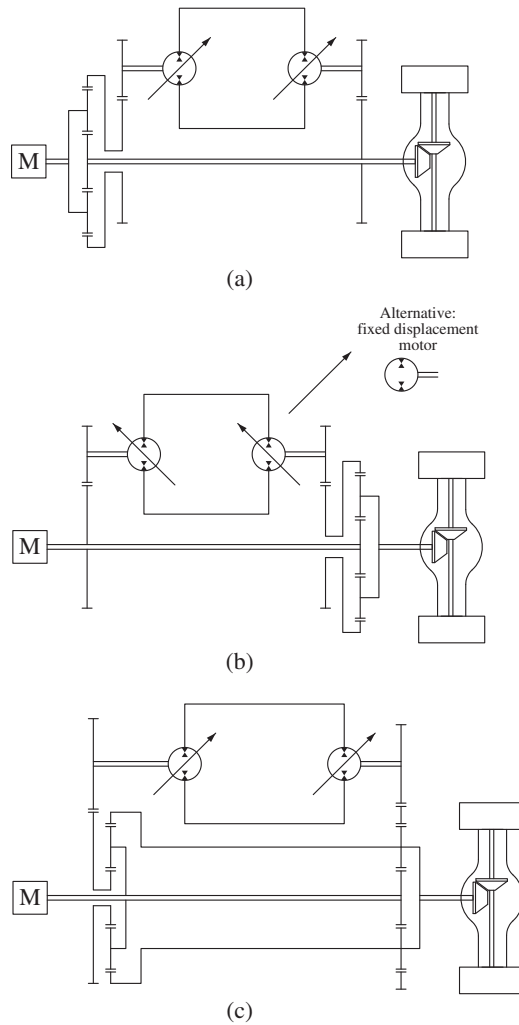 M
(a)
Alternative:
fixed displacement
motor
M
(b)
M
(c)